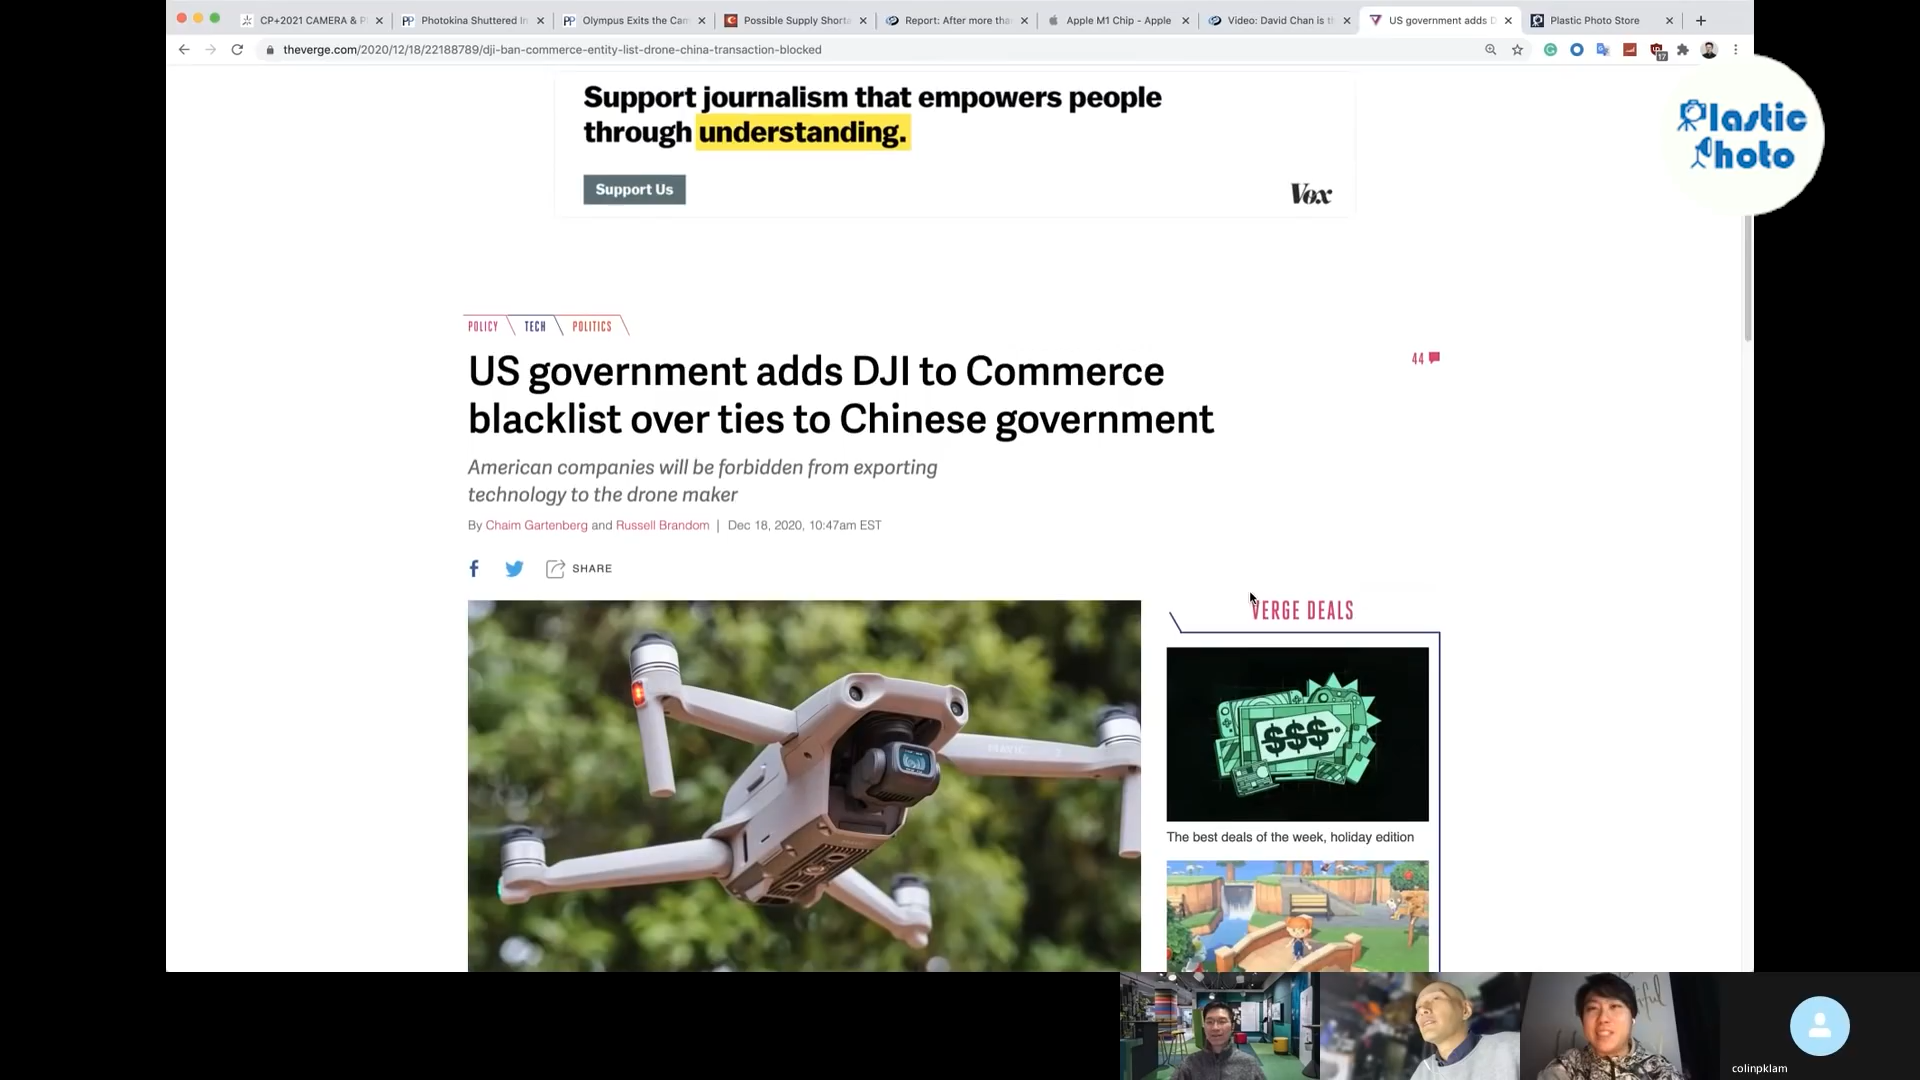 CP+2021 CAMERA & P
Photokina Shuttered In
Olympus Exits the Cam
Possible Supply Shorta
Report: After more tha
Apple M1 Chip - Apple
Video: David Chan is t
US government adds D
Plastic Photo Store
theverge.com/2020/12/18/22188789/dji-ban-commerce-entity-list-drone-china-transaction-blocked
17
Support journalism that empowers people
through understanding.
Support Us
Vox
Plastic
Photo
POLICY
TECH
POLITICS
US government adds DJI to Commerce
blacklist over ties to Chinese government
44
American companies will be forbidden from exporting
technology to the drone maker
By Chaim Gartenberg and Russell Brandom | Dec 18, 2020, 10:47am EST
f
SHARE
VERGE DEALS
MAVIC
$$$
The best deals of the week, holiday edition
colinpklam